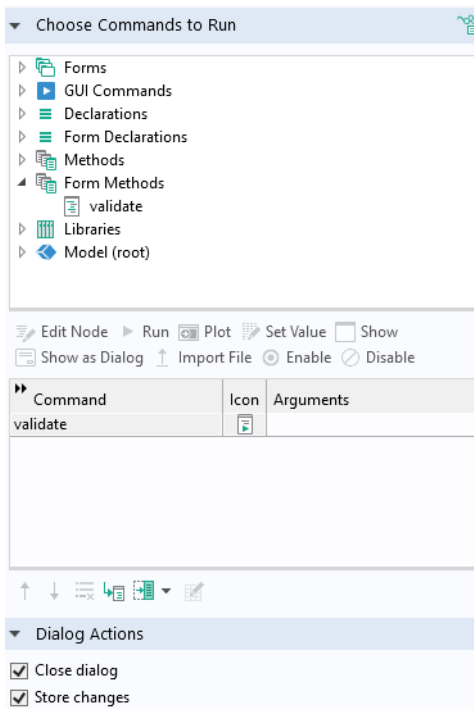 Choose Commands to Run
Forms
GUI Commands
Declarations
Form Declarations
Methods
Form Methods
validate
Libraries
Model (root)
Edit Node Run Plot Set Value Show
Show as Dialog Import File Enable Disable
Command Icon Arguments
validate
Dialog Actions
Close dialog
Store changes